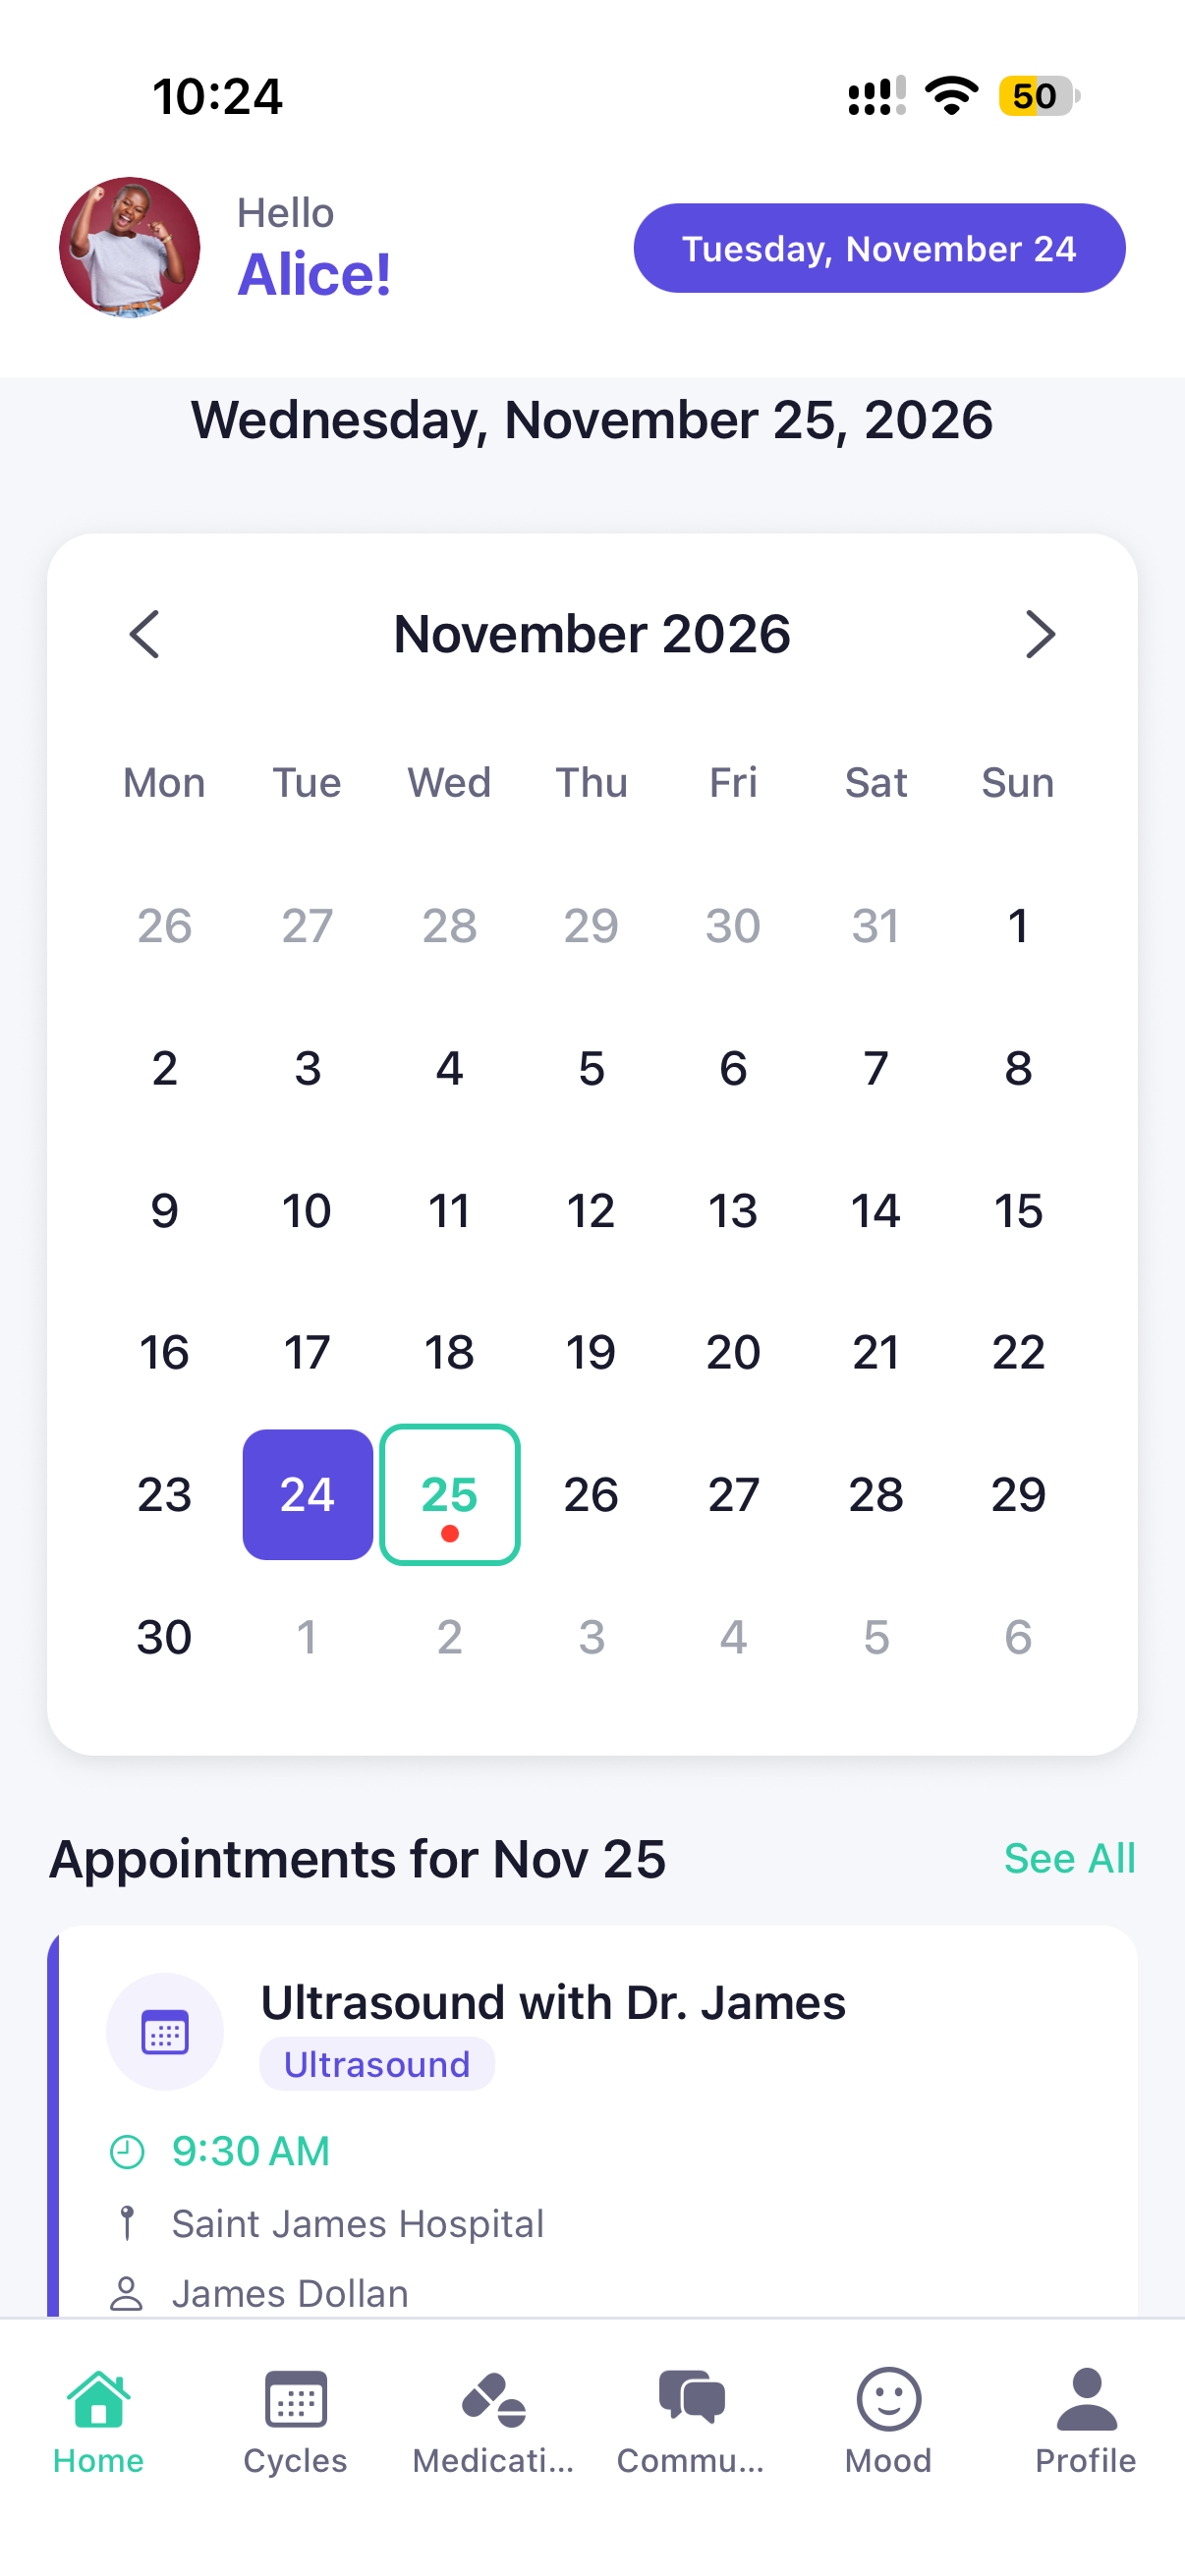 10:24
50
Hello
Alice!
Tuesday, November 24
Wednesday, November 25, 2026
November 2026
Mon Tue Wed Thu Fri Sat Sun
26 27 28 29 30 31 1
2 3 4 5 6 7 8
9 10 11 12 13 14 15
16 17 18 19 20 21 22
23 24 25 26 27 28 29
30 1 2 3 4 5 6
Appointments for Nov 25
See All
Ultrasound with Dr. James
Ultrasound
9:30 AM
Saint James Hospital
James Dollan
Home Cycles Medicati... Commu... Mood Profile